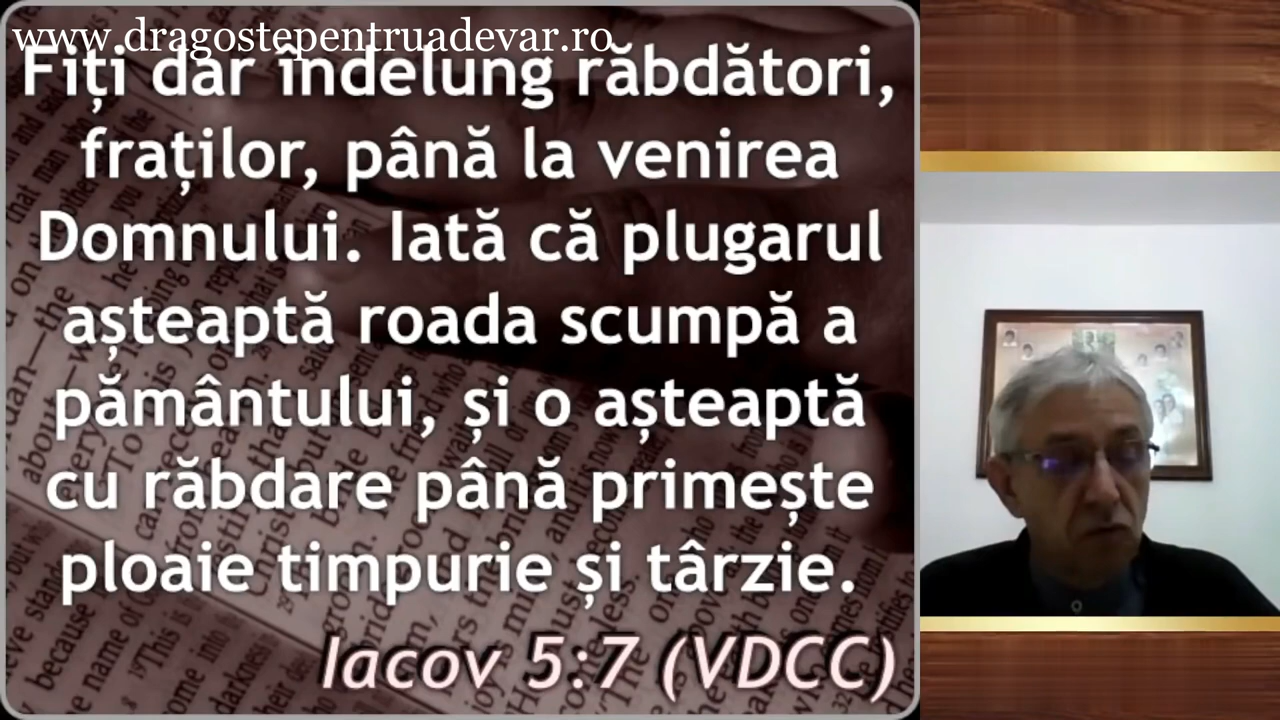 www.dragostepentruadevar.ro
Fiți dar îndelung răbdători,
fraților, până la venirea
Domnului. Iată că plugarul
așteaptă roada scumpă a
pământului, și o așteaptă
cu răbdare până primește
ploaie timpurie și târzie.
Iacov 5:7 (VDCC)